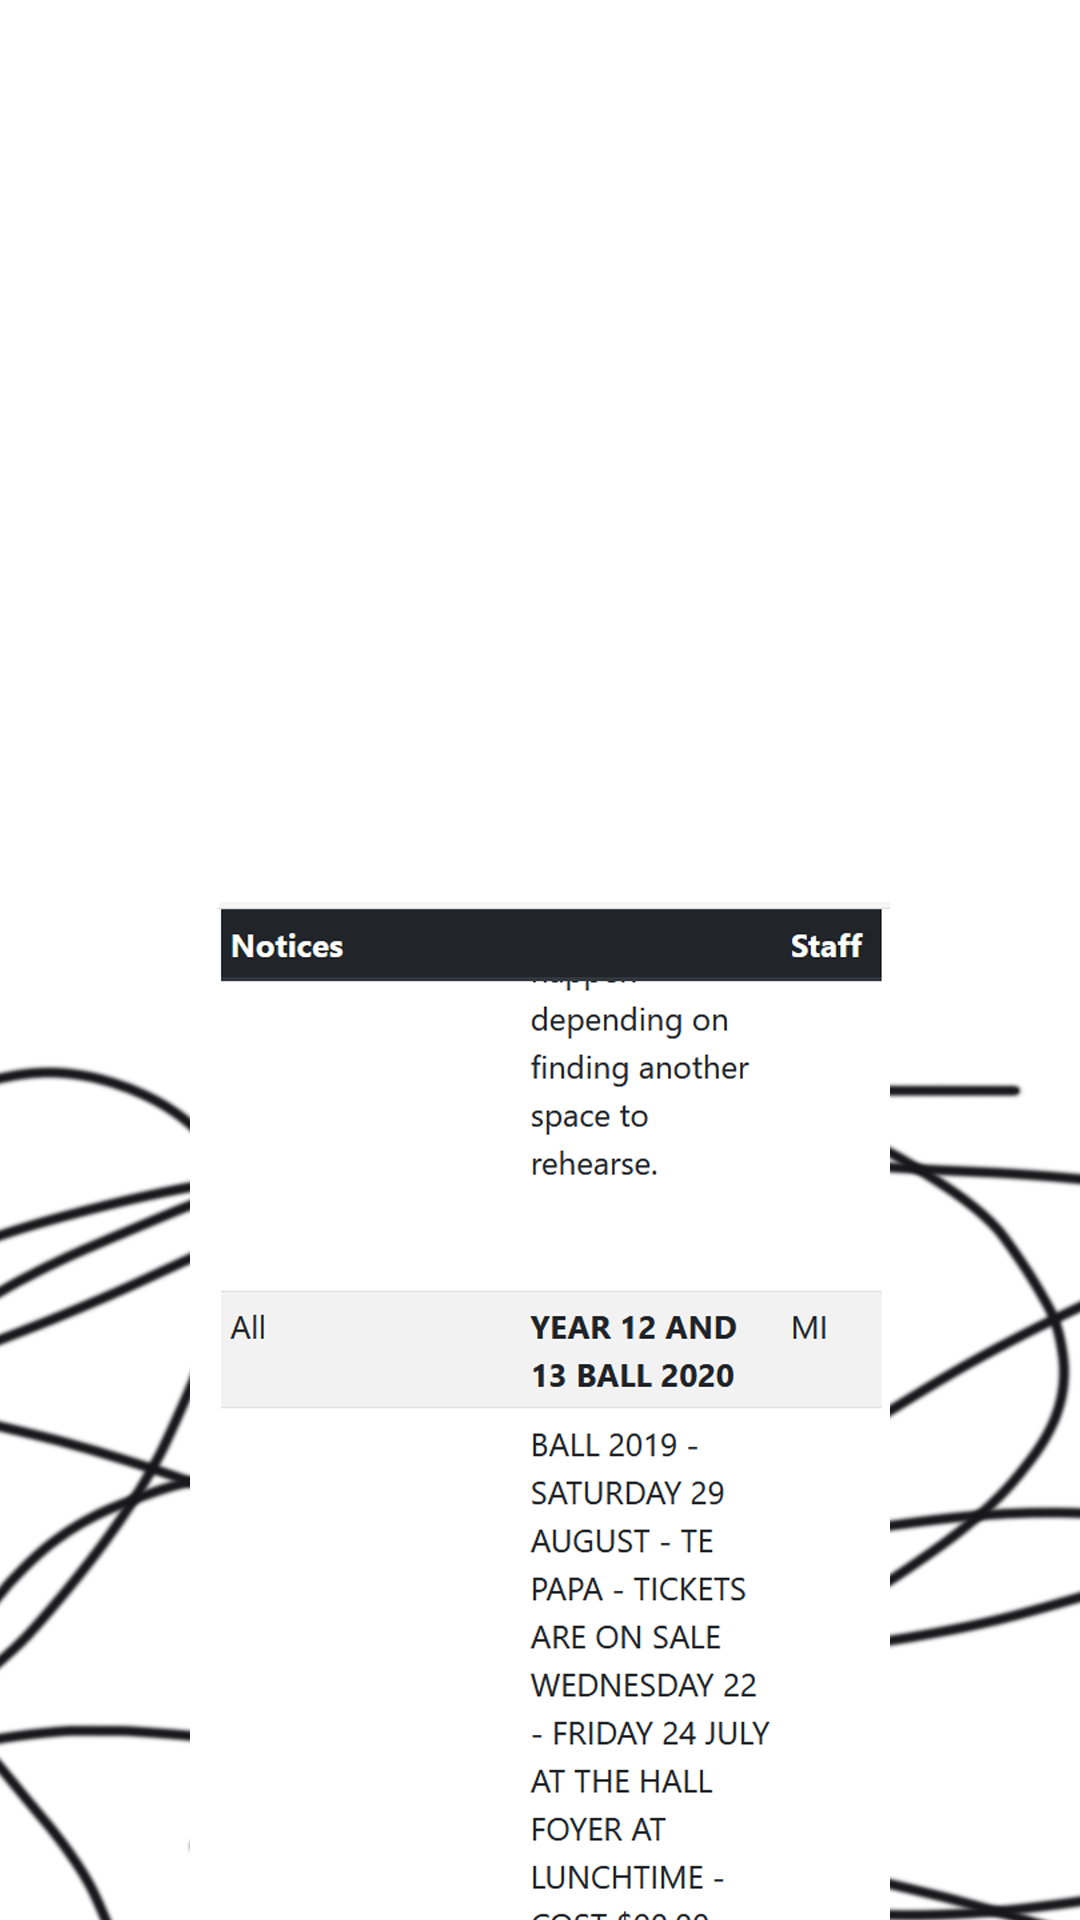 Notices Staff
depending on
finding another
space to
rehearse.
All YEAR 12 AND MI
13 BALL 2020
BALL 2019 -
SATURDAY 29
AUGUST - TE
PAPA - TICKETS
ARE ON SALE
WEDNESDAY 22
- FRIDAY 24 JULY
AT THE HALL
FOYER AT
LUNCHTIME -